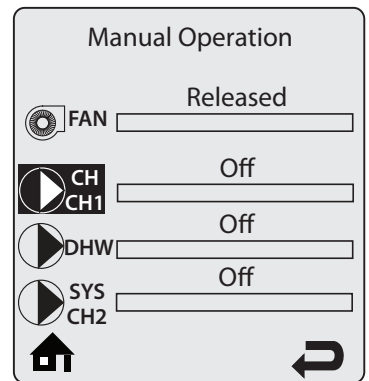 Manual Operation
Released
FAN
Off
CH
CH1
Off
DHW
Off
SYS
CH2